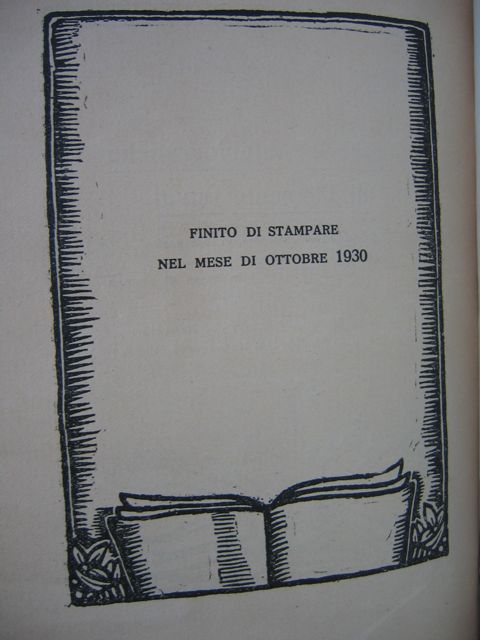 FINITO DI STAMPARE
NEL MESE DI OTTOBRE 1930